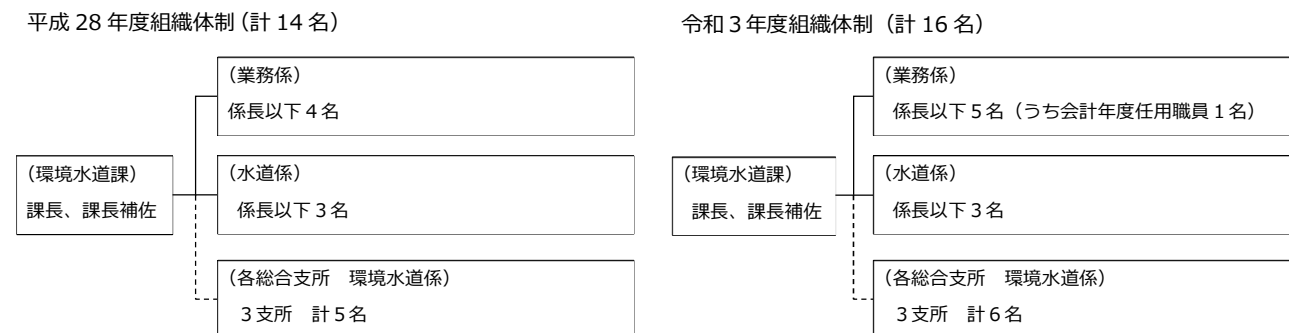 平成 28 年度組織体制（計 14 名）
（業務係）
係長以下４名
（環境水道課）
課長、課長補佐
（水道係）
係長以下３名
（各総合支所　環境水道係）
３支所　計５名
令和３年度組織体制（計 16 名）
（業務係）
係長以下５名（うち会計年度任用職員１名）
（環境水道課）
課長、課長補佐
（水道係）
係長以下３名
（各総合支所　環境水道係）
３支所　計６名